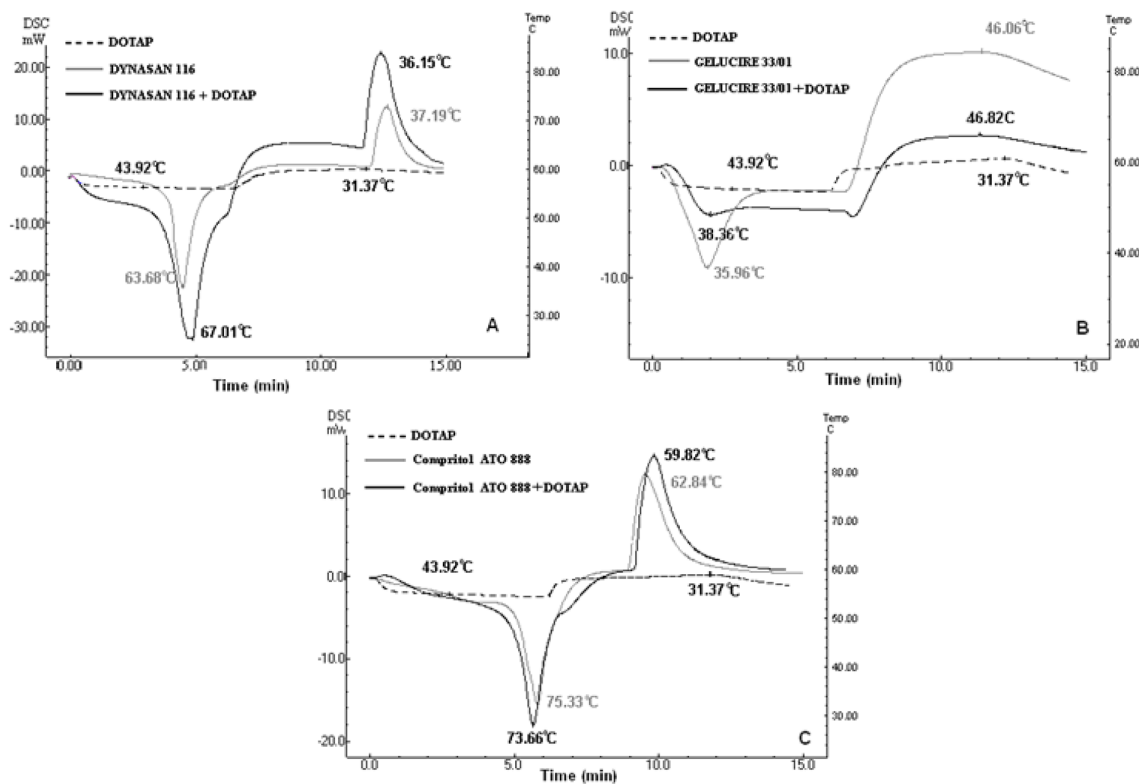 DSC
mW
Temp
C
DOTAP
DYNASAN 116
DYNASAN 116 + DOTAP
20.00
10.00
0.00
-10.00
-20.00
-30.00
80.00
70.00
60.00
50.00
40.00
30.00
36.15°C
37.19°C
43.92°C
31.37°C
63.68°C
67.01°C
A
0.00
5.00
10.00
15.00
Time (min)
DSC
mW
Temp
C
DOTAP
GELUCIRE 33/01
GELUCIRE 33/01+DOTAP
10.0
0.0
-10.0
80.00
60.00
40.00
20.00
46.06°C
46.82C
43.92°C
31.37°C
38.36°C
35.96°C
B
0.0
5.0
10.0
15.0
Time (min)
DSC
mW
Temp
C
DOTAP
Compritol ATO 888
Compritol ATO 888+DOTAP
10.0
0.0
-10.0
-20.0
80.00
70.00
60.00
50.00
40.00
30.00
59.82°C
62.84°C
43.92°C
31.37°C
75.33°C
73.66°C
C
0.0
5.0
10.0
15.0
Time (min)